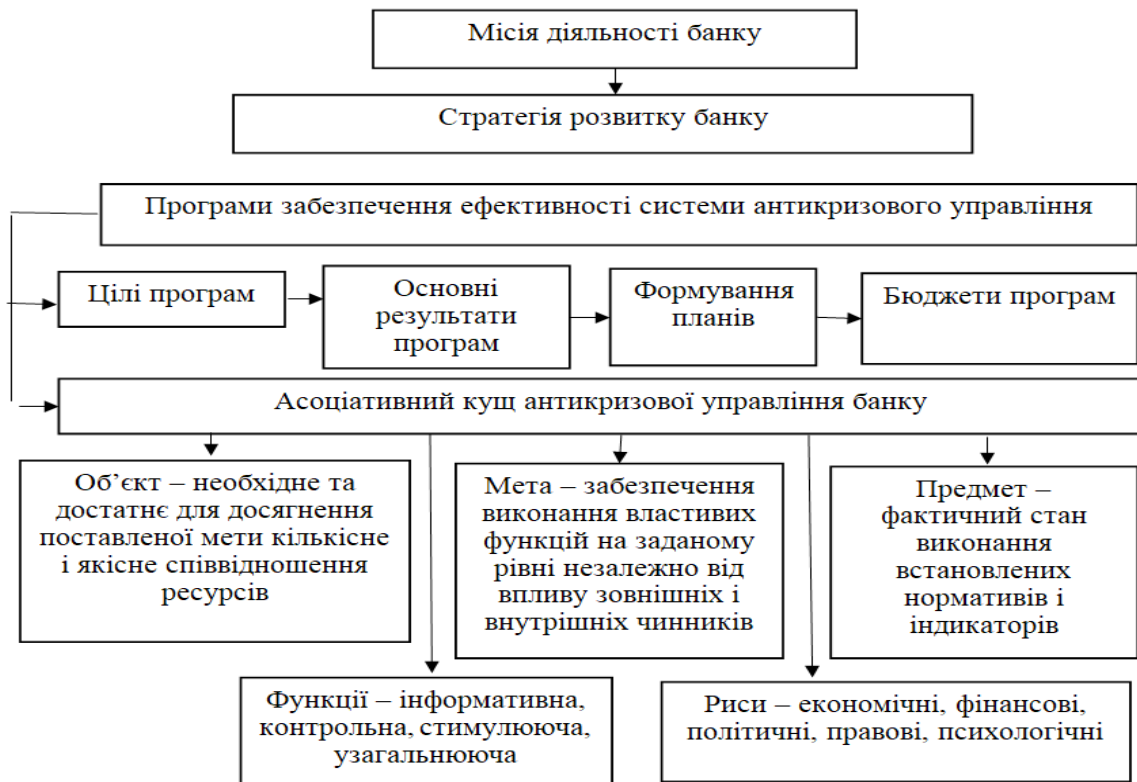 Місія діяльності банку
Стратегія розвитку банку
Програми забезпечення ефективності системи антикризового управління
Цілі програм
Основні
результати
програм
Формування
планів
Бюджети програм
Асоціативний кущ антикризової управління банку
Об’єкт – необхідне та
достатнє для досягнення
поставленої мети кількісне
і якісне співвідношення
ресурсів
Мета – забезпечення
виконання властивих
функцій на заданому
рівні незалежно від
впливу зовнішніх і
внутрішніх чинників
Предмет –
фактичний стан
виконання
встановлених
нормативів і
індикаторів
Функції – інформативна,
контрольна, стимулююча,
узагальнююча
Риси – економічні, фінансові,
політичні, правові, психологічні